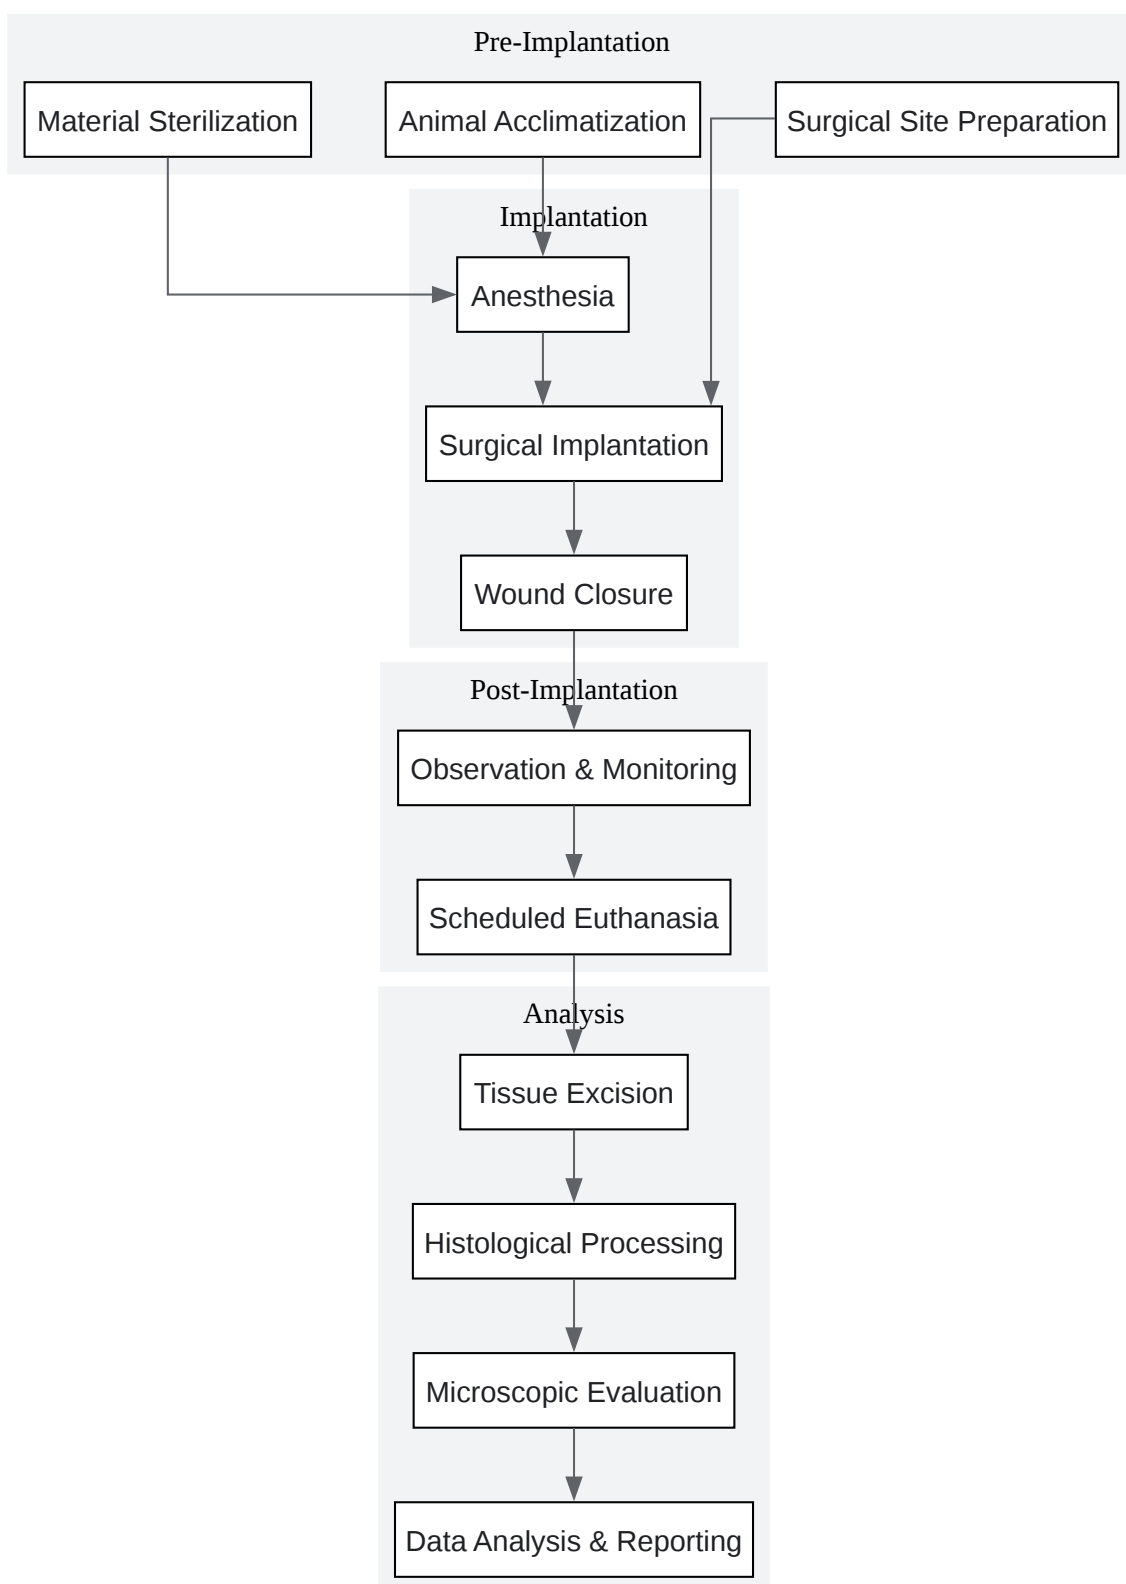 Pre-Implantation
Material Sterilization
Animal Acclimatization
Surgical Site Preparation
Implantation
Anesthesia
Surgical Implantation
Wound Closure
Post-Implantation
Observation & Monitoring
Scheduled Euthanasia
Analysis
Tissue Excision
Histological Processing
Microscopic Evaluation
Data Analysis & Reporting